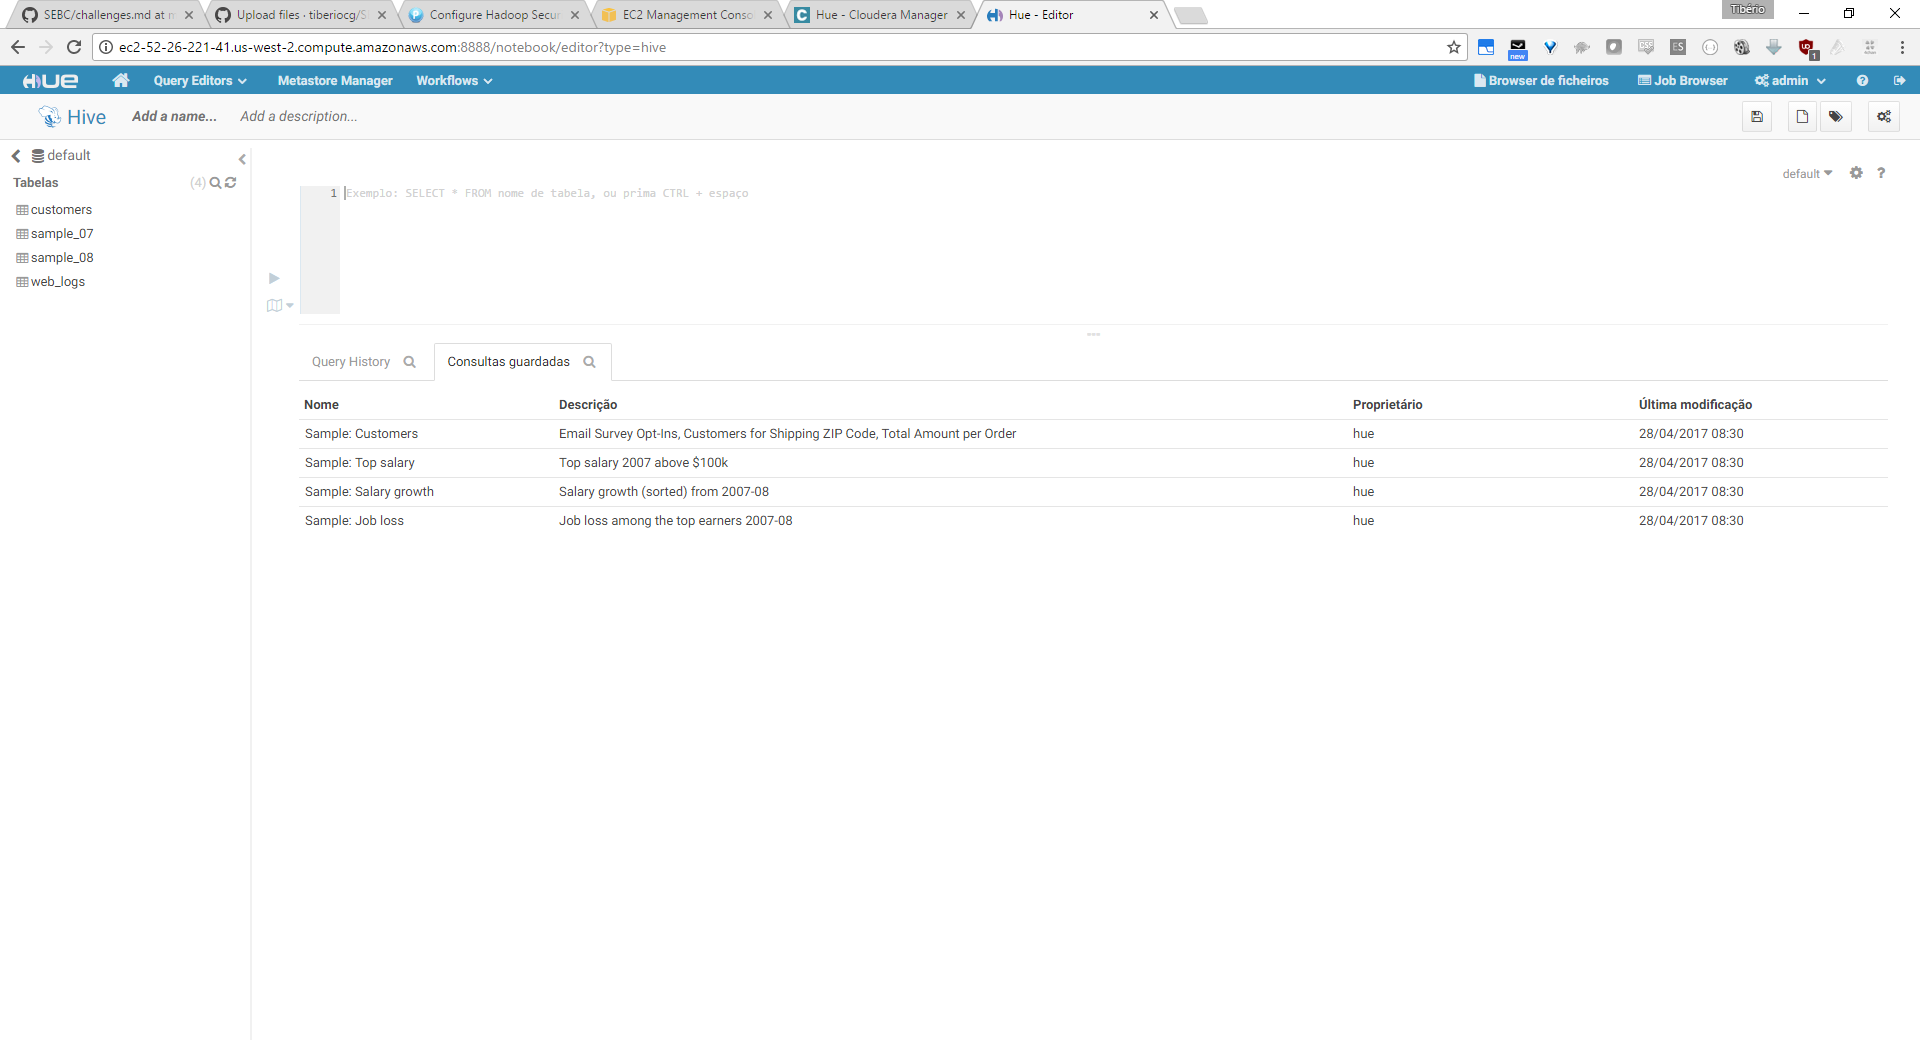 SEBC/challenges.md at m
Upload files · tiberiocg/S
Configure Hadoop Secur
EC2 Management Conso
Hue - Cloudera Manager
Hue - Editor
Tibério
ec2-52-26-221-41.us-west-2.compute.amazonaws.com:8888/notebook/editor?type=hive
new
CSS
ES
1
HUE
Query Editors
Metastore Manager
Workflows
Browser de ficheiros
Job Browser
admin
Hive
Add a name...
Add a description...
default
Tabelas
(4)
customers
sample_07
sample_08
web_logs
default
1
Exemplo: SELECT * FROM nome de tabela, ou prima CTRL + espaço
Query History
Consultas guardadas
Nome Descrição Proprietário Última modificação
Sample: Customers Email Survey Opt-Ins, Customers for Shipping ZIP Code, Total Amount per Order hue 28/04/2017 08:30
Sample: Top salary Top salary 2007 above $100k hue 28/04/2017 08:30
Sample: Salary growth Salary growth (sorted) from 2007-08 hue 28/04/2017 08:30
Sample: Job loss Job loss among the top earners 2007-08 hue 28/04/2017 08:30